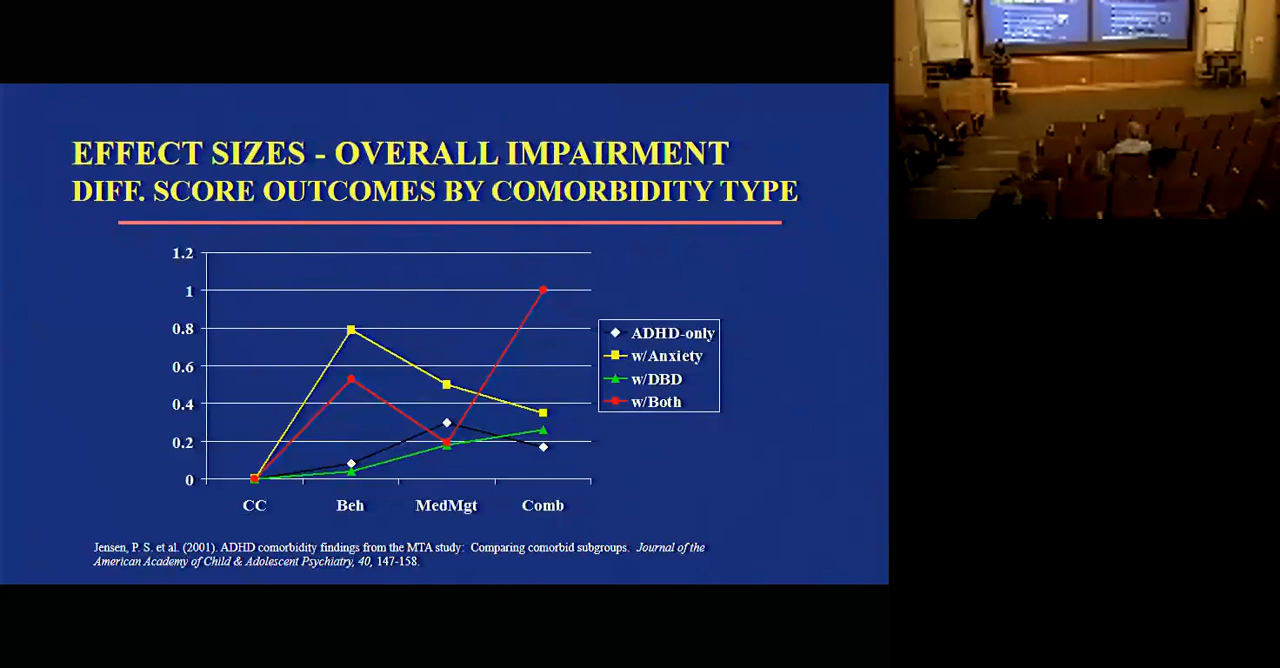 EFFECT SIZES - OVERALL IMPAIRMENT
DIFF. SCORE OUTCOMES BY COMORBIDITY TYPE
1.2
1
0.8
0.6
0.4
0.2
0
CC Beh MedMgt Comb
ADHD-only
w/Anxiety
w/DBD
w/Both
Jensen, P. S. et al. (2001). ADHD comorbidity findings from the MTA study: Comparing comorbid subgroups. Journal of the
American Academy of Child & Adolescent Psychiatry, 40, 147-158.